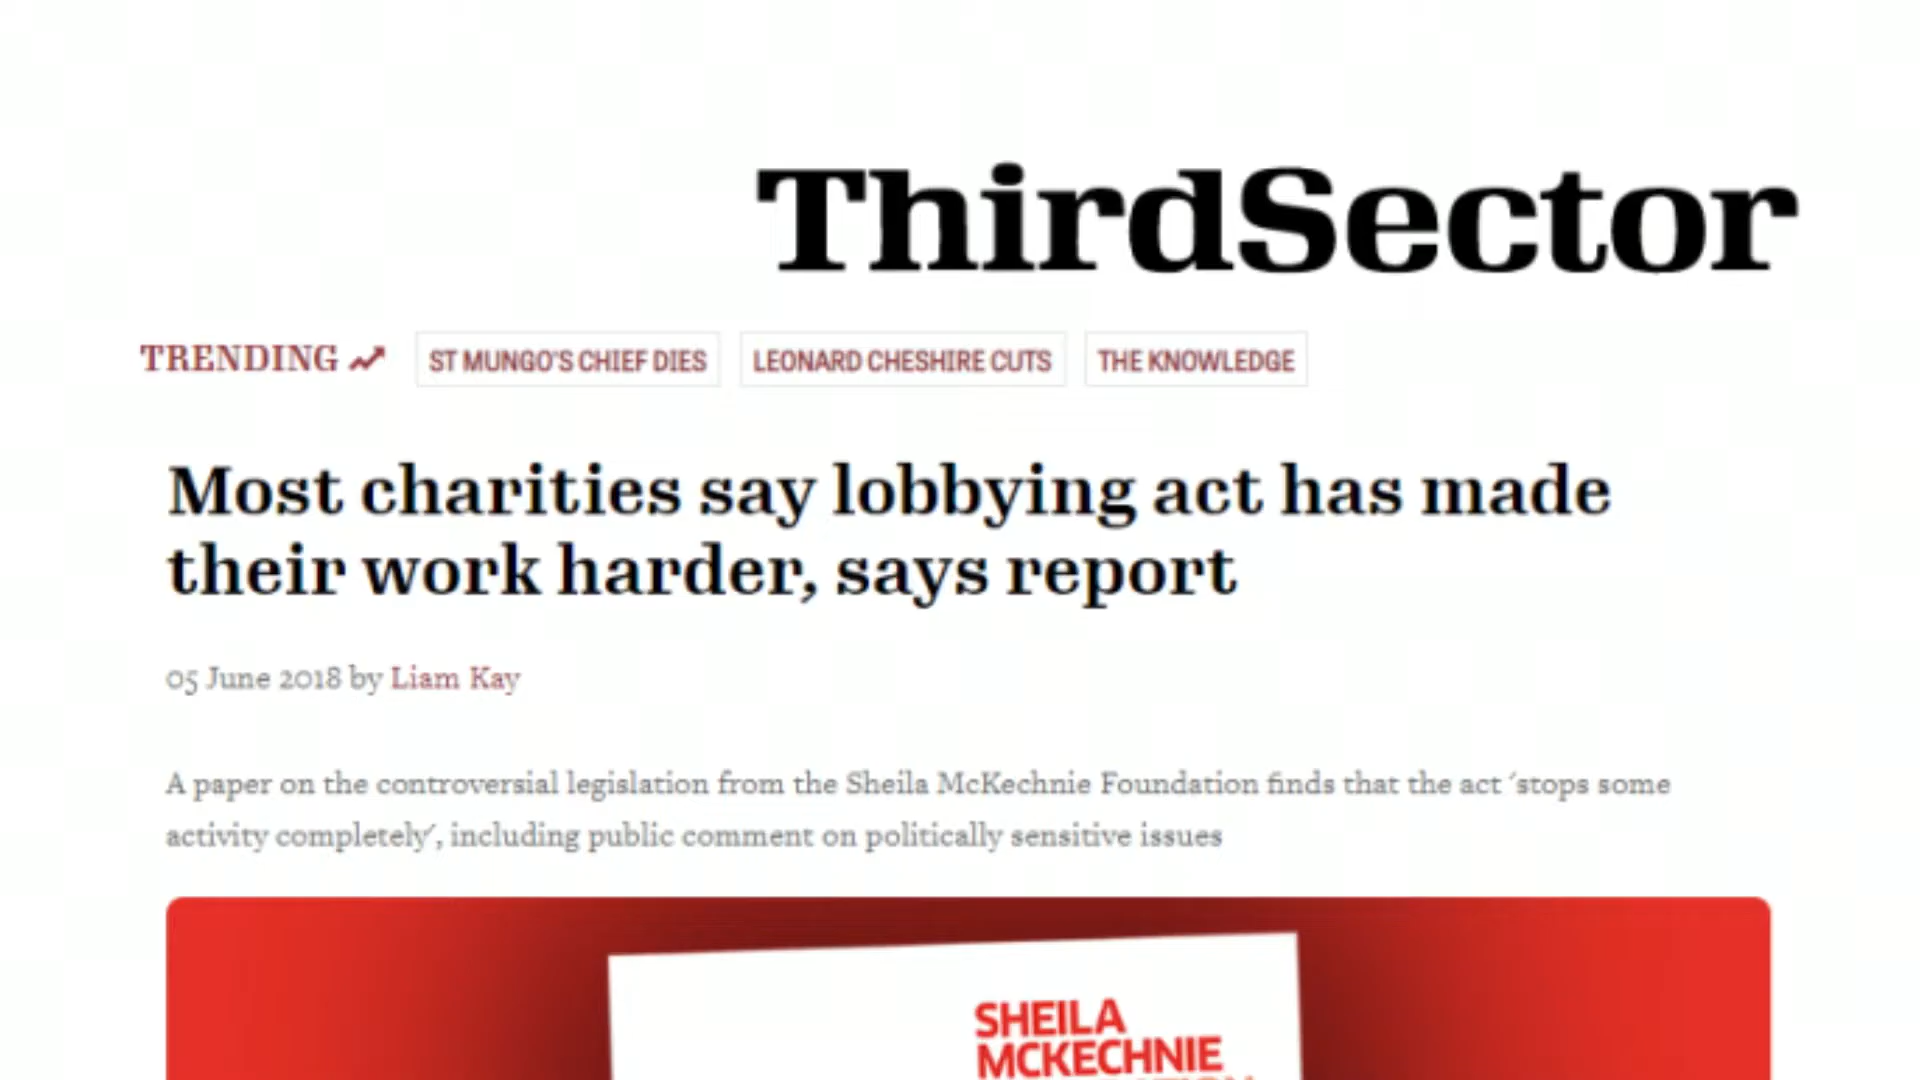 ThirdSector
TRENDING
ST MUNGO'S CHIEF DIES
LEONARD CHESHIRE CUTS
THE KNOWLEDGE
Most charities say lobbying act has made
their work harder, says report
05 June 2018 by Liam Kay
A paper on the controversial legislation from the Sheila McKechnie Foundation finds that the act 'stops some
activity completely', including public comment on politically sensitive issues
SHEILA
MCKECHNIE